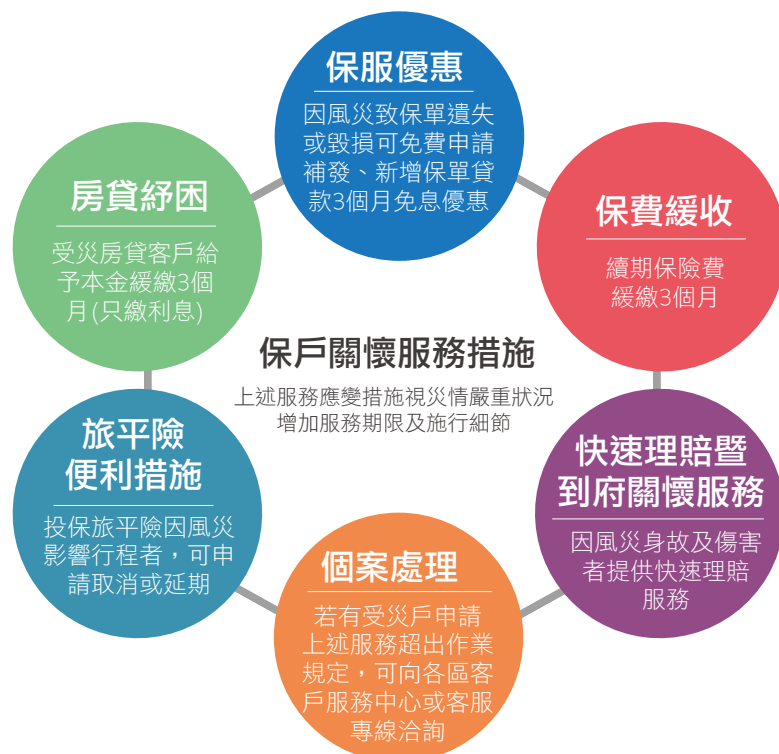 保服優惠
因風災致保單遺失
或毀損可免費申請
補發、新增保單貸
款3個月免息優惠
保費緩收
續期保險費
緩繳3個月
快速理賠暨
到府關懷服務
因風災身故及傷害
者提供快速理賠
服務
個案處理
若有受災戶申請
上述服務超出作業
規定，可向各區客
戶服務中心或客服
專線洽詢
旅平險
便利措施
投保旅平險因風災
影響行程者，可申
請取消或延期
房貸紓困
受災房貸客戶給
予本金緩繳3個
月(只繳利息)
保戶關懷服務措施
上述服務應變措施視災情嚴重狀況
增加服務期限及施行細節